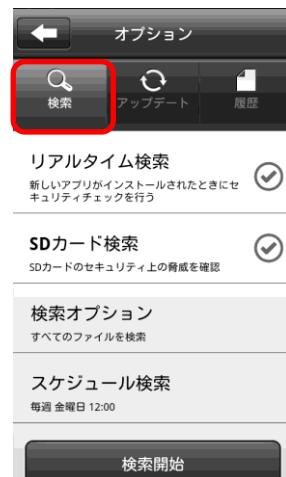 オプション
検索
アップデート
履歴
リアルタイム検索
新しいアプリがインストールされたときにセ
キュリティチェックを行う
SDカード検索
SDカードのセキュリティ上の脅威を確認
検索オプション
すべてのファイルを検索
スケジュール検索
毎週 金曜日 12:00
検索開始